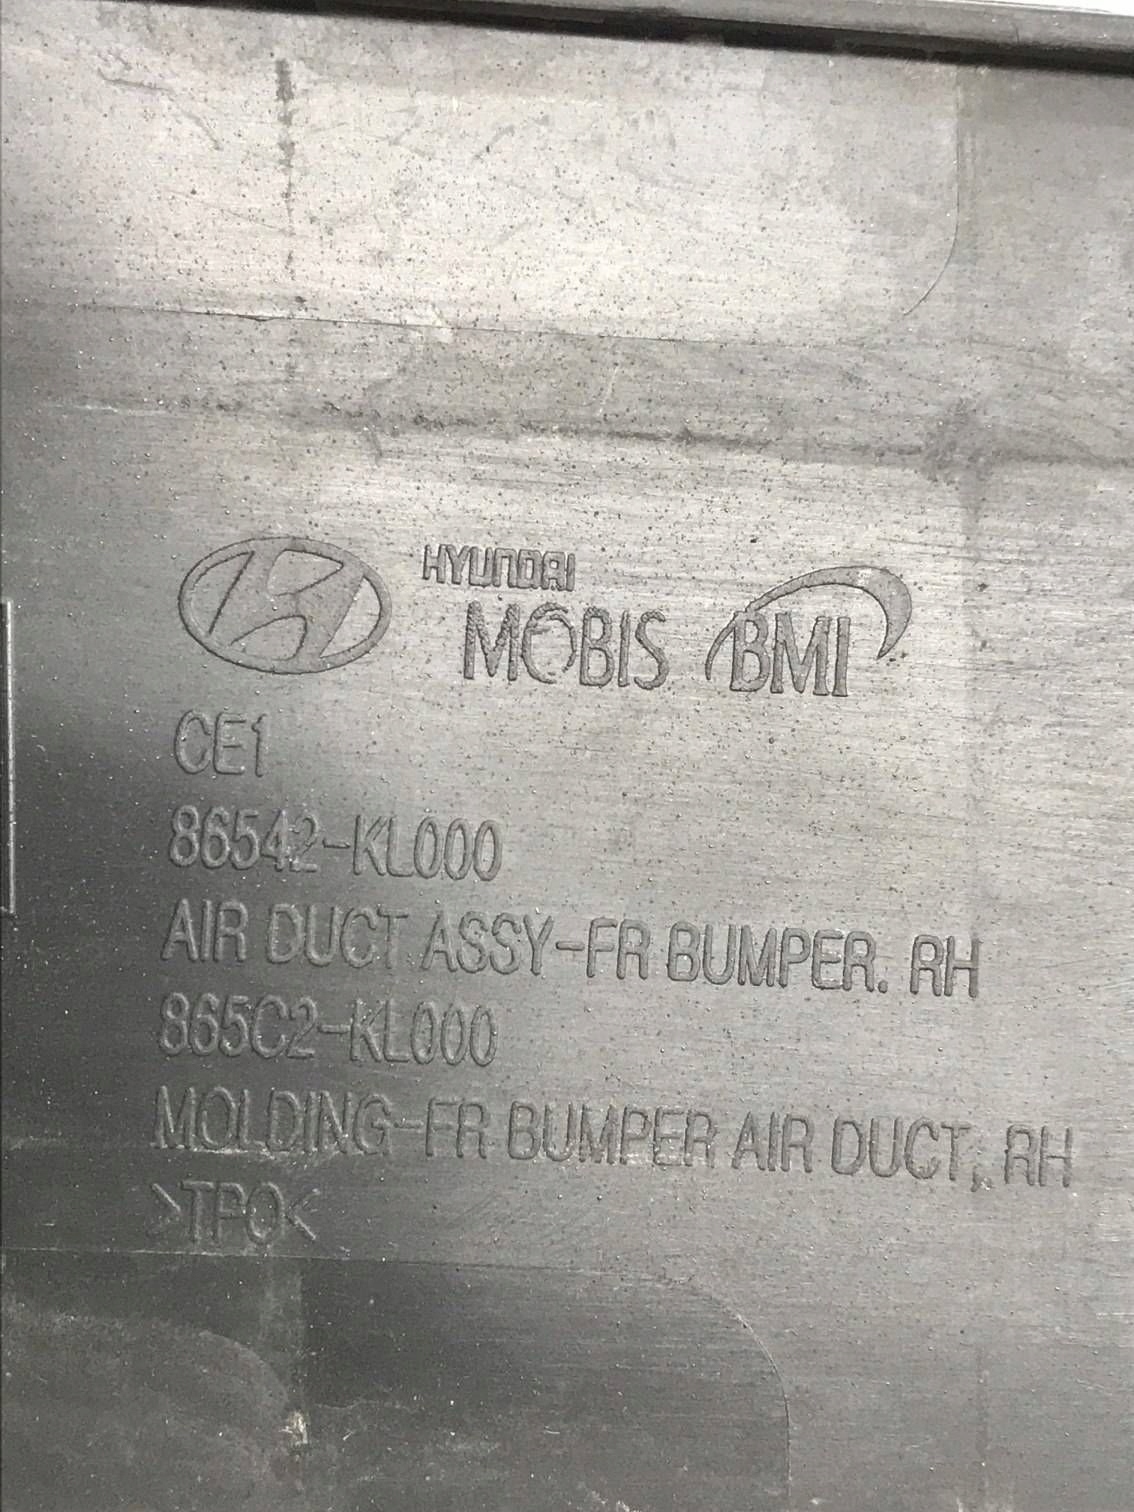 HYUNDAI
MOBIS BMI
CE1
86542-KL000
AIR DUCT ASSY-FR BUMPER. RH
865C2-KL000
MOLDING-FR BUMPER AIR DUCT, RH
>TPO<